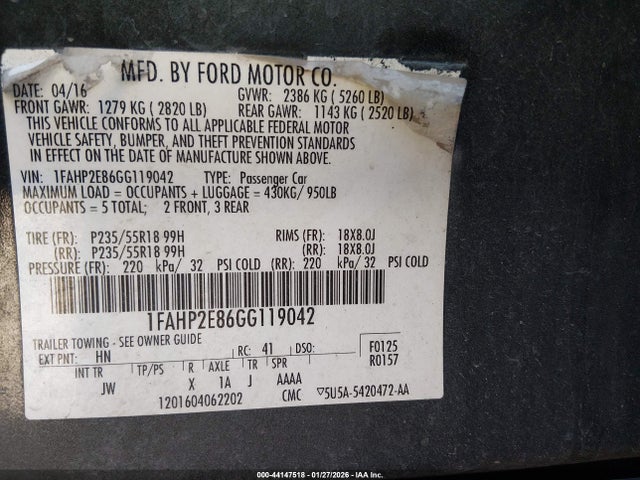 MFD. BY FORD MOTOR CO.
DATE: 04/16 GVWR: 2386 KG ( 5260 LB)
FRONT GAWR: 1279 KG ( 2820 LB) REAR GAWR: 1143 KG ( 2520 LB)
THIS VEHICLE CONFORMS TO ALL APPLICABLE FEDERAL MOTOR
VEHICLE SAFETY, BUMPER, AND THEFT PREVENTION STANDARDS
IN EFFECT ON THE DATE OF MANUFACTURE SHOWN ABOVE.
VIN: 1FAHP2E86GG119042 TYPE: Passenger Car
MAXIMUM LOAD = OCCUPANTS + LUGGAGE = 430KG/ 950LB
OCCUPANTS = 5 TOTAL; 2 FRONT, 3 REAR
TIRE (FR): P235/55R18 99H RIMS (FR): 18X8.0J
(RR): P235/55R18 99H (RR): 18X8.0J
PRESSURE (FR): 220 kPa/ 32 PSI COLD (RR): 220 kPa/ 32 PSI COLD
1FAHP2E86GG119042
TRAILER TOWING - SEE OWNER GUIDE
EXT PNT: HN RC: 41 DSO: F0125
R0157
INT TR TP/PS R AXLE TR SPR
JW X 1A J AAAA
1201604062202 CMC ▽5U5A-5420472-AA
000-44147518 - 01/27/2026 - IAA Inc.